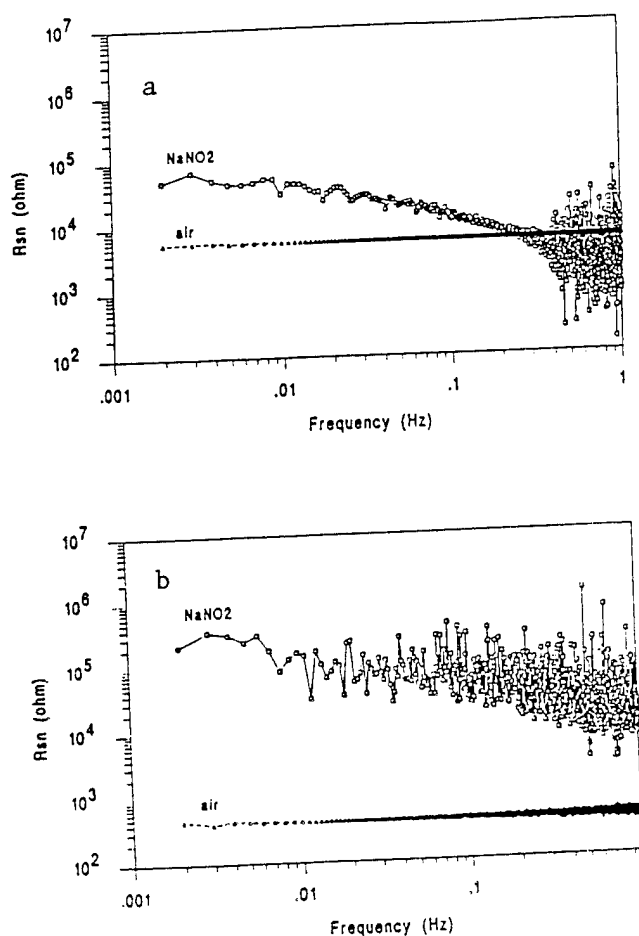 10^7
a
10^6
NaNO2
10^5
Rsn (ohm)
10^4
air
10^3
10^2
.001
.01
.1
1
Frequency (Hz)
10^7
b
10^6
NaNO2
10^5
Rsn (ohm)
10^4
10^3
air
10^2
.001
.01
.1
Frequency (Hz)